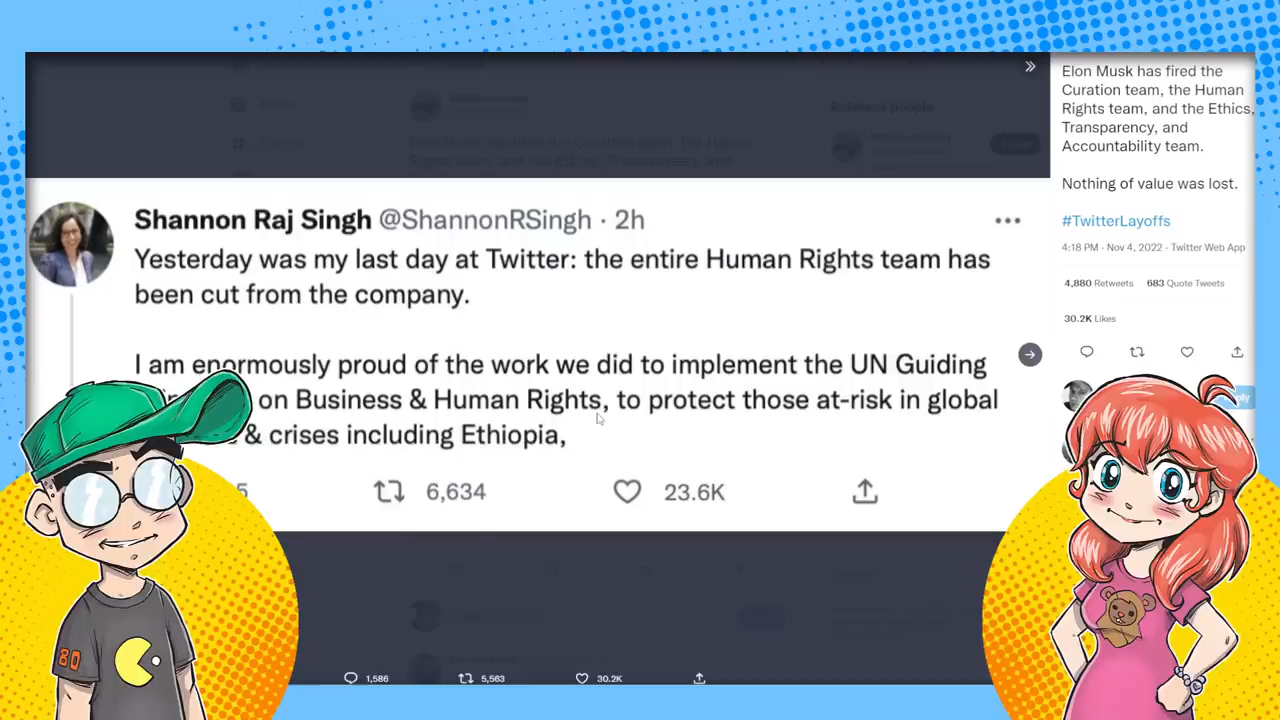 Shannon Raj Singh @ShannonRSingh · 2h
Yesterday was my last day at Twitter: the entire Human Rights team has
been cut from the company.
I am enormously proud of the work we did to implement the UN Guiding
on Business & Human Rights, to protect those at-risk in global
& crises including Ethiopia,
6,634
23.6K
1,586
5,563
30.2K
Elon Musk has fired the
Curation team, the Human
Rights team, and the Ethics,
Transparency, and
Accountability team.
Nothing of value was lost.
#TwitterLayoffs
4:18 PM · Nov 4, 2022 · Twitter Web App
4,880 Retweets 683 Quote Tweets
30.2K Likes
80